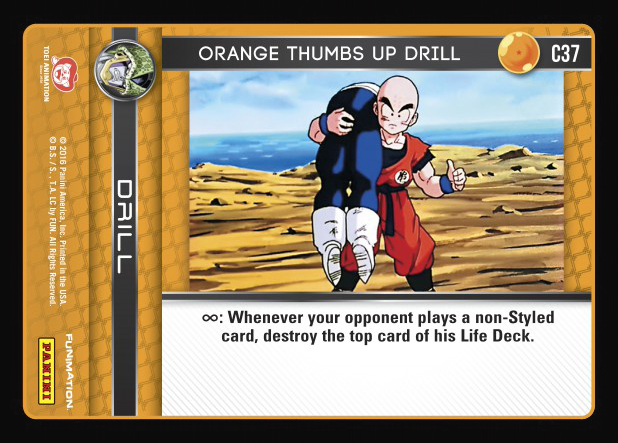 ORANGE THUMBS UP DRILL
C37
DRILL
∞: Whenever your opponent plays a non-Styled
card, destroy the top card of his Life Deck.
TOEI ANIMATION
© 2016 Panini America, Inc. Printed in the USA.
© B.S. / S., T.A. LC by FUN. All Rights Reserved.
FUNIMATION
PANINI